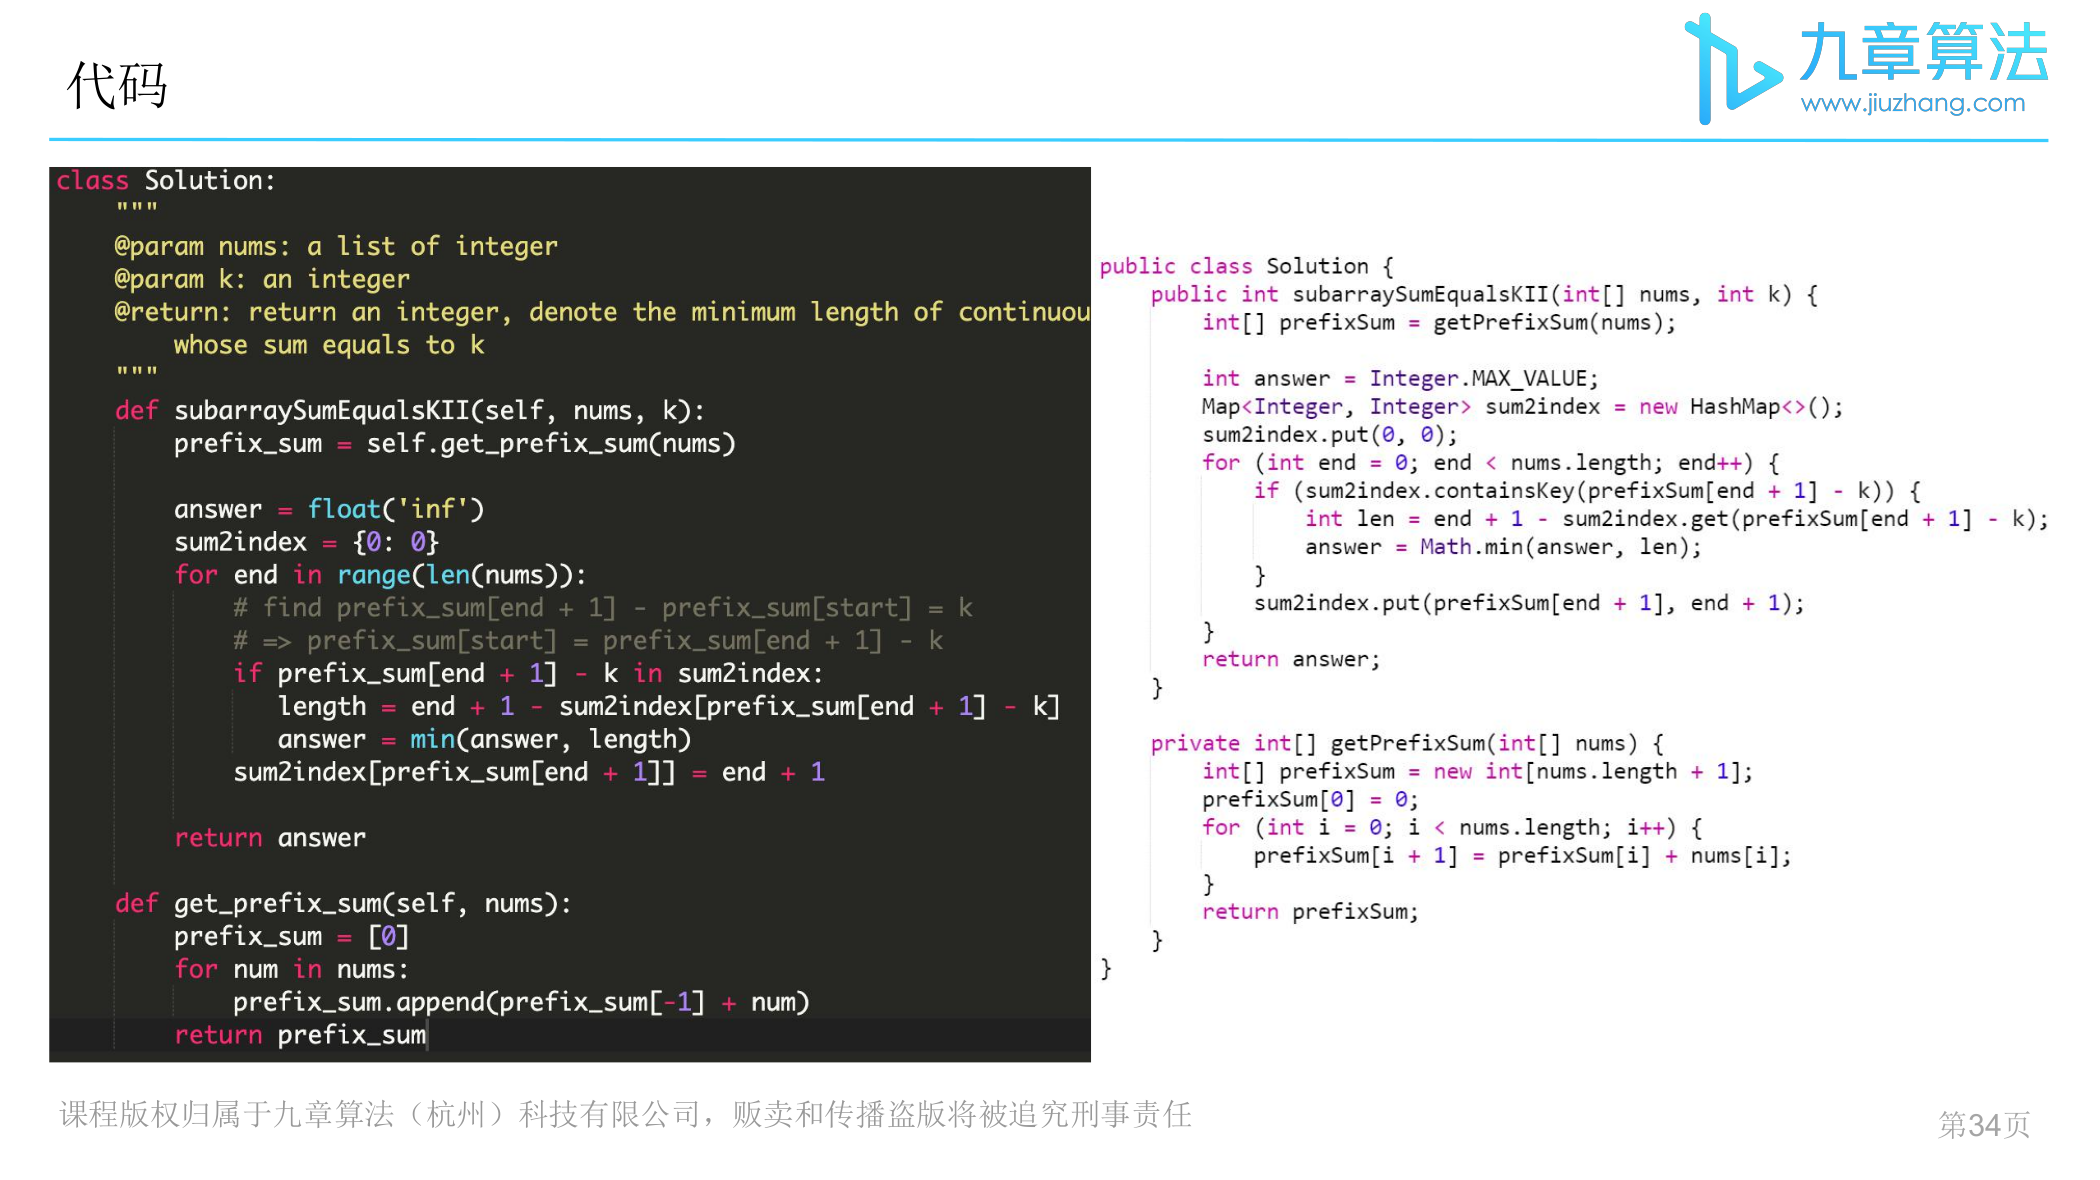 代码
九章算法
www.jiuzhang.com
class Solution:
    """
    @param nums: a list of integer
    @param k: an integer
    @return: return an integer, denote the minimum length of continuou
        whose sum equals to k
    """
    def subarraySumEqualsKII(self, nums, k):
        prefix_sum = self.get_prefix_sum(nums)

        answer = float('inf')
        sum2index = {0: 0}
        for end in range(len(nums)):
            # find prefix_sum[end + 1] - prefix_sum[start] = k
            # => prefix_sum[start] = prefix_sum[end + 1] - k
            if prefix_sum[end + 1] - k in sum2index:
               length = end + 1 - sum2index[prefix_sum[end + 1] - k]
               answer = min(answer, length)
            sum2index[prefix_sum[end + 1]] = end + 1

        return answer

    def get_prefix_sum(self, nums):
        prefix_sum = [0]
        for num in nums:
            prefix_sum.append(prefix_sum[-1] + num)
        return prefix_sum
public class Solution {
    public int subarraySumEqualsKII(int[] nums, int k) {
        int[] prefixSum = getPrefixSum(nums);

        int answer = Integer.MAX_VALUE;
        Map<Integer, Integer> sum2index = new HashMap<>();
        sum2index.put(0, 0);
        for (int end = 0; end < nums.length; end++) {
            if (sum2index.containsKey(prefixSum[end + 1] - k)) {
                int len = end + 1 - sum2index.get(prefixSum[end + 1] - k);
                answer = Math.min(answer, len);
            }
            sum2index.put(prefixSum[end + 1], end + 1);
        }
        return answer;
    }

    private int[] getPrefixSum(int[] nums) {
        int[] prefixSum = new int[nums.length + 1];
        prefixSum[0] = 0;
        for (int i = 0; i < nums.length; i++) {
            prefixSum[i + 1] = prefixSum[i] + nums[i];
        }
        return prefixSum;
    }
}
课程版权归属于九章算法（杭州）科技有限公司，贩卖和传播盗版将被追究刑事责任
第34页